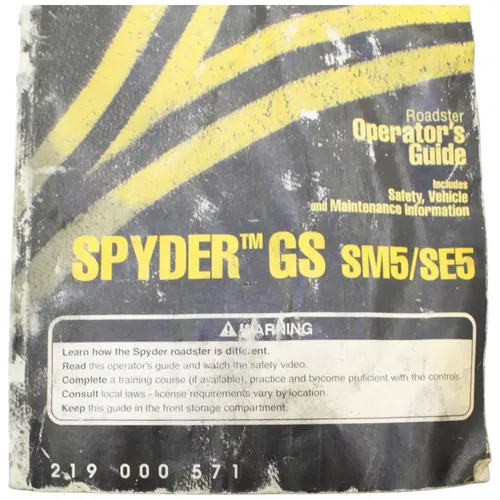 Roadster
Operator's
Guide
Includes
Safety, Vehicle
and Maintenance Information
SPYDER™ GS SM5/SE5
⚠ WARNING
Learn how the Spyder roadster is different.
Read this operator's guide and watch the safety video.
Complete a training course (if available), practice and become proficient with the controls
Consult local laws - license requirements vary by location.
Keep this guide in the front storage compartment.
219 000 571